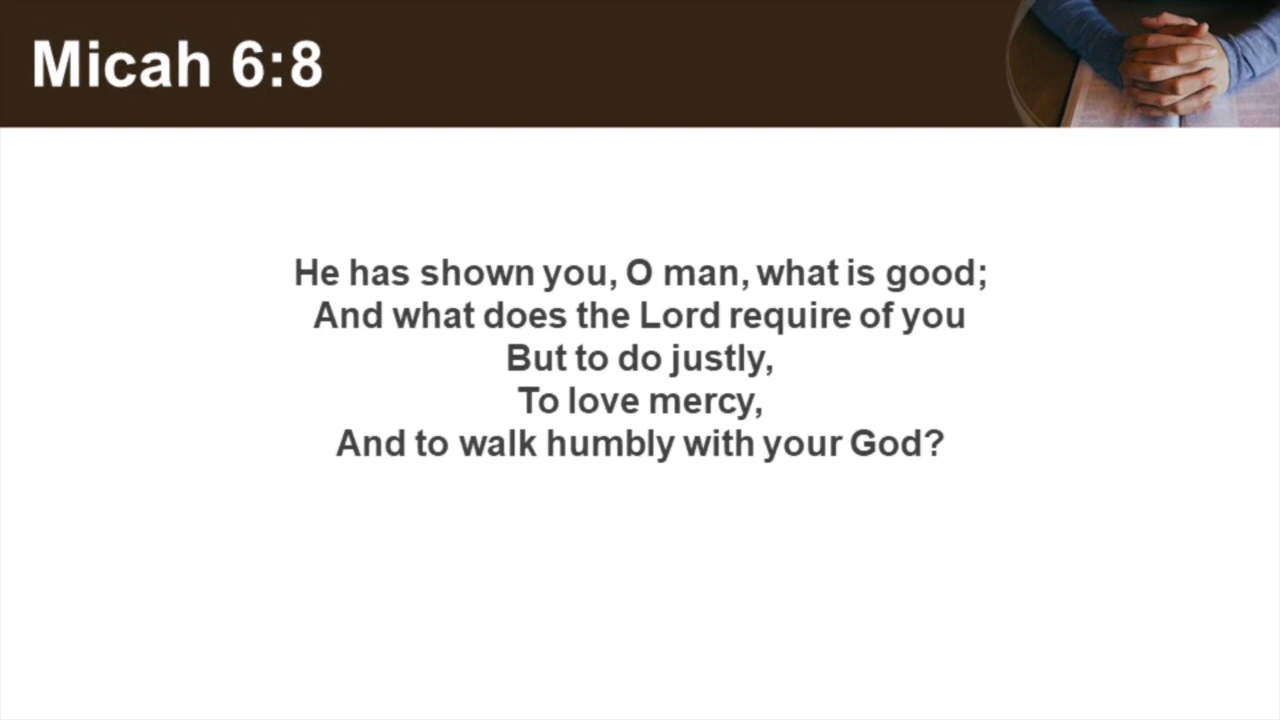 Micah 6:8
He has shown you, O man, what is good;
And what does the Lord require of you
But to do justly,
To love mercy,
And to walk humbly with your God?